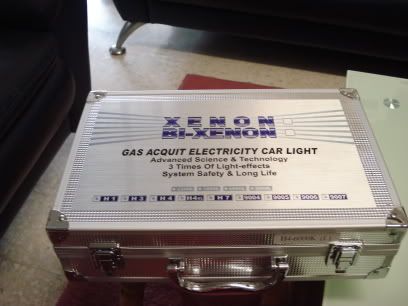 XENON
BI-XENON
GAS ACQUIT ELECTRICITY CAR LIGHT
Advanced Science & Technology
3 Times Of Light-effects
System Safety & Long Life
H1 H3 H4 H7 9004 9005 9006 9007